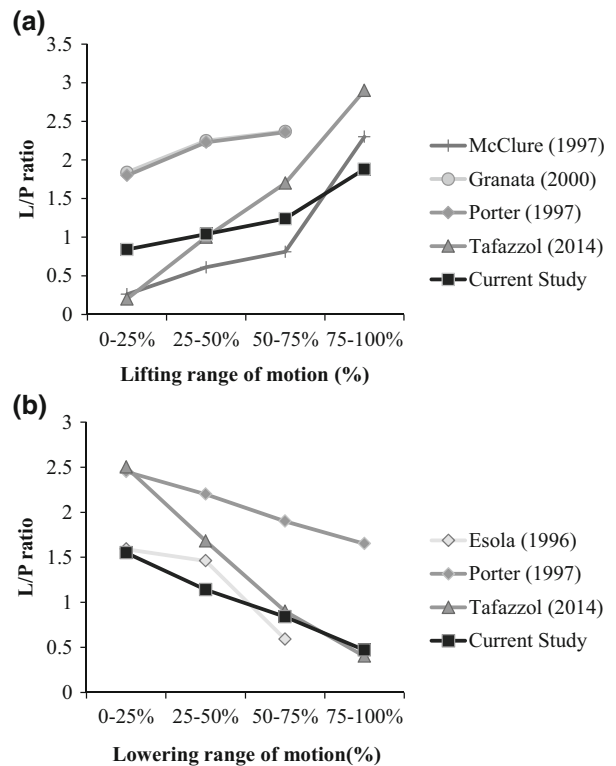 (a)
3.5
3
2.5
2
1.5
1
0.5
0
L/P ratio
0-25% 25-50% 50-75% 75-100%
Lifting range of motion (%)
McClure (1997)
Granata (2000)
Porter (1997)
Tafazzol (2014)
Current Study
(b)
3
2.5
2
1.5
1
0.5
0
L/P ratio
0-25% 25-50% 50-75% 75-100%
Lowering range of motion(%)
Esola (1996)
Porter (1997)
Tafazzol (2014)
Current Study